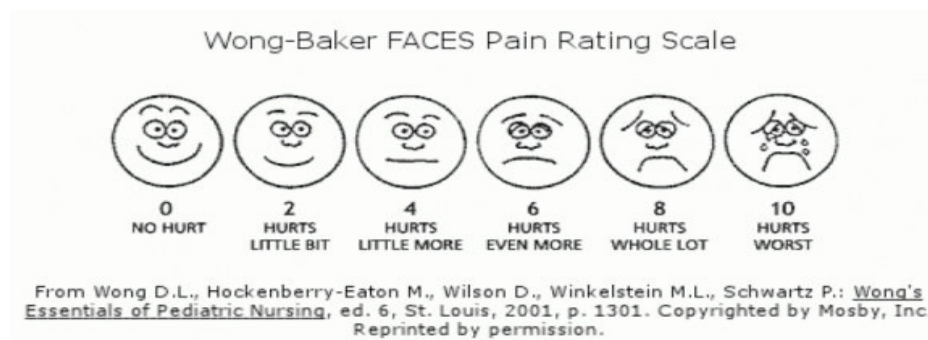 Wong-Baker FACES Pain Rating Scale
0 2 4 6 8 10
NO HURT HURTS HURTS HURTS HURTS HURTS
LITTLE BIT LITTLE MORE EVEN MORE WHOLE LOT WORST
From Wong D.L., Hockenberry-Eaton M., Wilson D., Winkelstein M.L., Schwartz P.: Wong's
Essentials of Pediatric Nursing, ed. 6, St. Louis, 2001, p. 1301. Copyrighted by Mosby, Inc
Reprinted by permission.